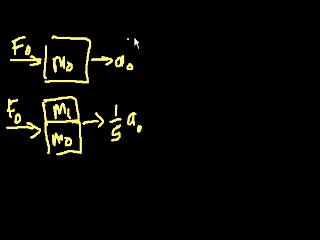 F₀ m₀ → a₀
F₀ m₁ → 1/5 a₀
m₀